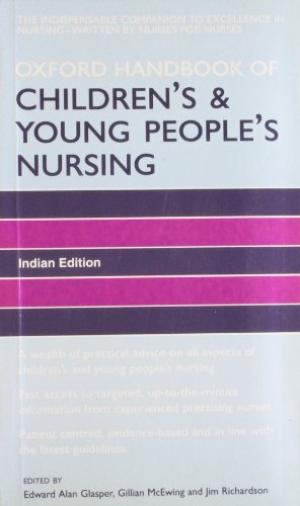 THE INDISPENSABLE COMPANION TO EXCELLENCE IN
NURSING – WRITTEN BY NURSES FOR NURSES
OXFORD HANDBOOK OF
CHILDREN'S &
YOUNG PEOPLE'S
NURSING
Indian Edition
A wealth of practical advice on all aspects of
children's and young people's nursing
Fast access to targeted, up-to-the-minute
information from experienced practising nurses
Patient centred, evidence-based and in line with
the latest guidelines
EDITED BY
Edward Alan Glasper, Gillian McEwing and Jim Richardson